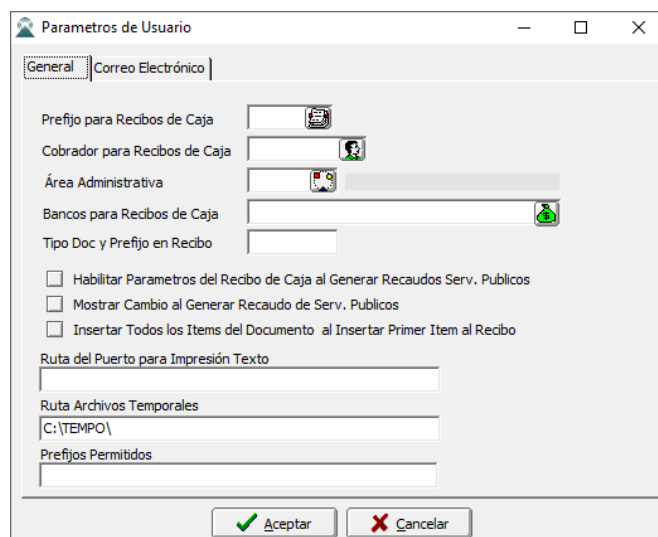 Parametros de Usuario
General Correo Electrónico
Prefijo para Recibos de Caja
Cobrador para Recibos de Caja
Área Administrativa
Bancos para Recibos de Caja
Tipo Doc y Prefijo en Recibo
Habilitar Parametros del Recibo de Caja al Generar Recaudos Serv. Publicos
Mostrar Cambio al Generar Recaudo de Serv. Publicos
Insertar Todos los Items del Documento al Insertar Primer Item al Recibo
Ruta del Puerto para Impresión Texto
Ruta Archivos Temporales
C:\TEMPO\
Prefijos Permitidos
Aceptar Cancelar